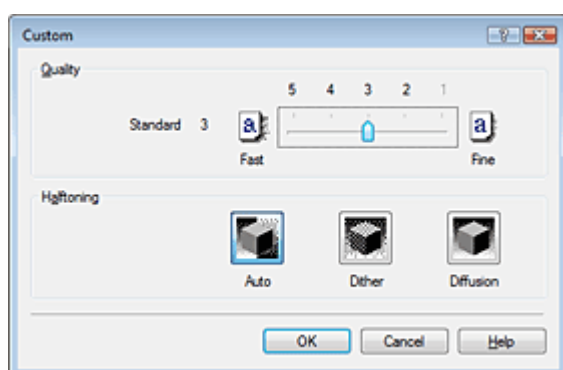 Custom
Quality
5 4 3 2 1
Standard 3
a a
Fast Fine
Halftoning
Auto Dither Diffusion
OK Cancel Help